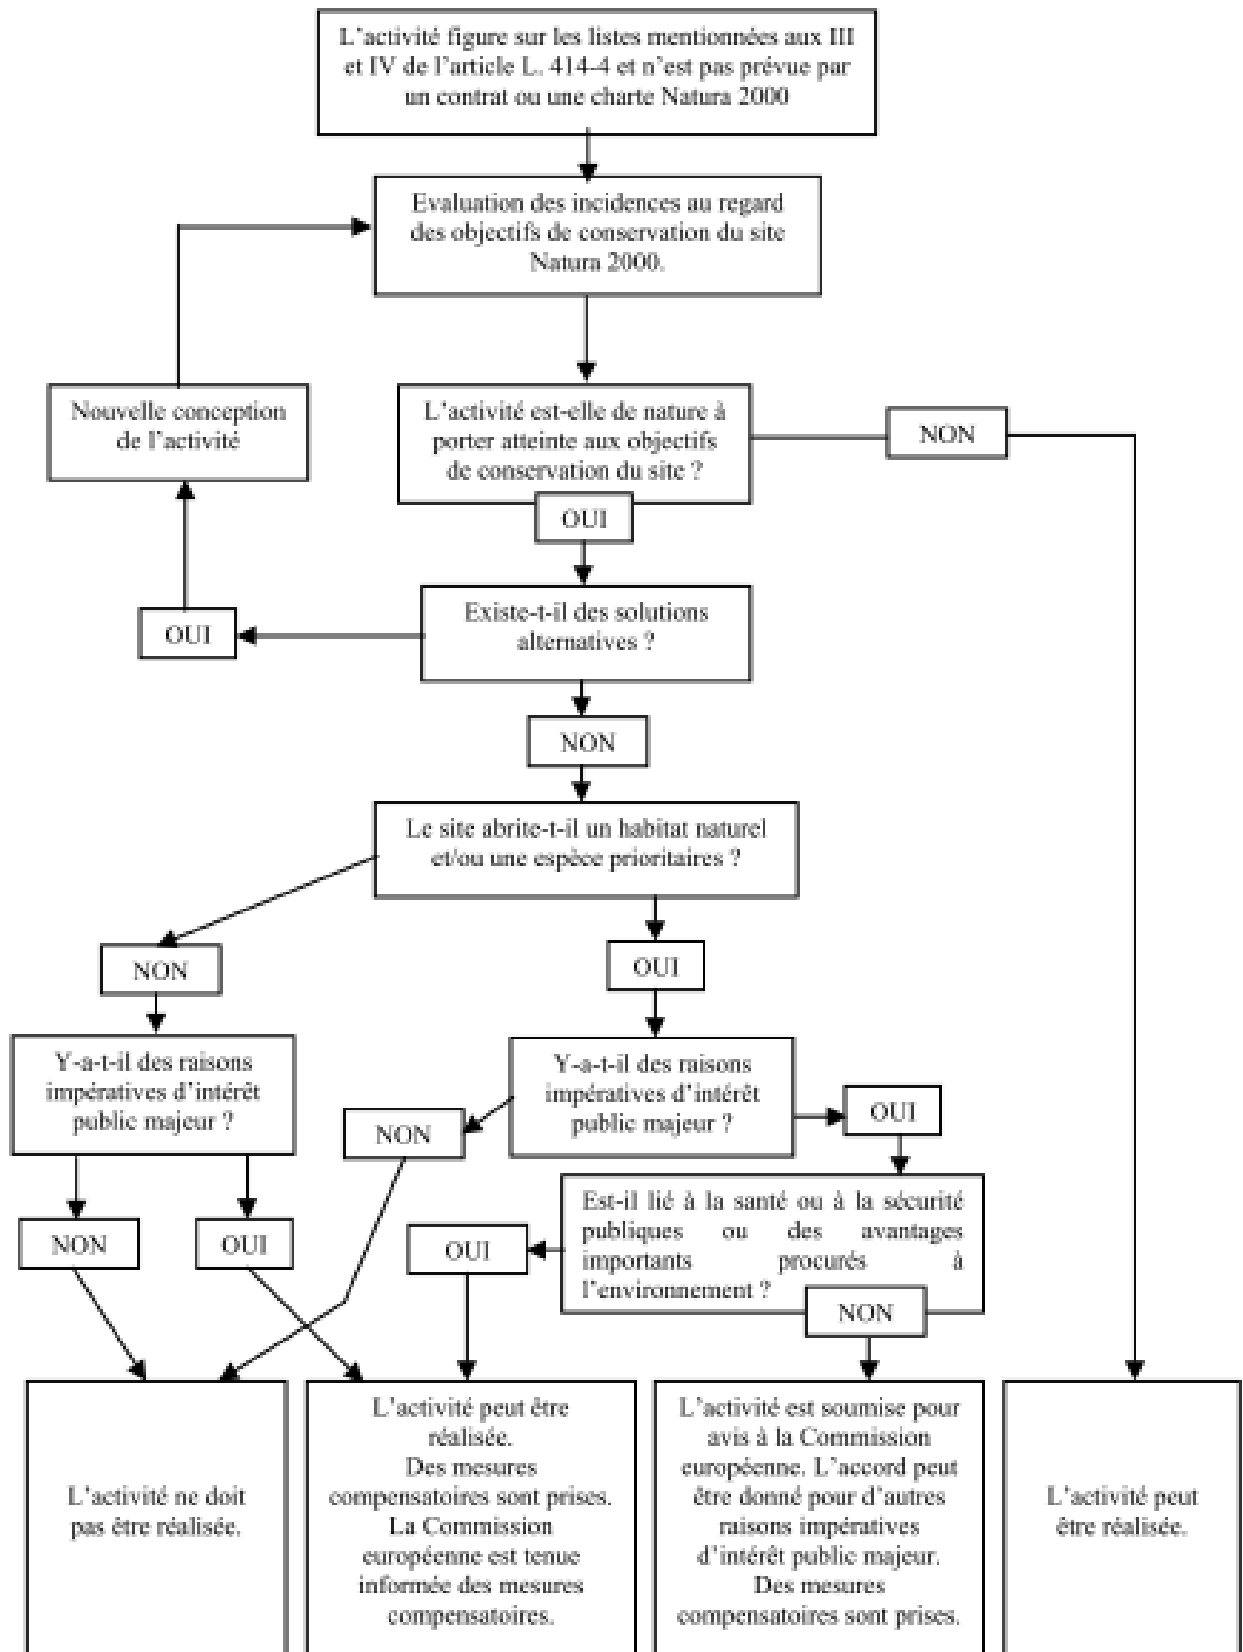 L'activité figure sur les listes mentionnées aux III
et IV de l'article L. 414-4 et n'est pas prévue par
un contrat ou une charte Natura 2000
Evaluation des incidences au regard
des objectifs de conservation du site
Natura 2000.
Nouvelle conception
de l'activité
L'activité est-elle de nature à
porter atteinte aux objectifs
de conservation du site ?
NON
OUI
Existe-t-il des solutions
alternatives ?
OUI
NON
Le site abrite-t-il un habitat naturel
et/ou une espèce prioritaires ?
NON
OUI
Y-a-t-il des raisons
impératives d'intérêt
public majeur ?
Y-a-t-il des raisons
impératives d'intérêt
public majeur ?
NON
OUI
NON
OUI
OUI
Est-il lié à la santé ou à la sécurité
publiques ou des avantages
importants procurés à
l'environnement ?
NON
L'activité ne doit
pas être réalisée.
L'activité peut être
réalisée.
Des mesures
compensatoires sont prises.
La Commission
européenne est tenue
informée des mesures
compensatoires.
L'activité est soumise pour
avis à la Commission
européenne. L'accord peut
être donné pour d'autres
raisons impératives
d'intérêt public majeur.
Des mesures
compensatoires sont prises.
L'activité peut
être réalisée.